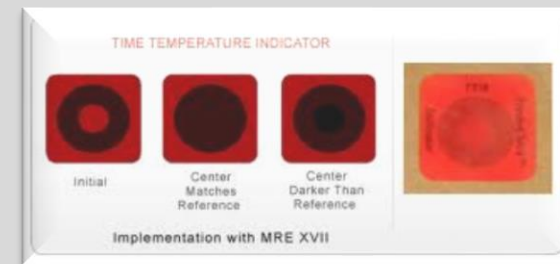 TIME TEMPERATURE INDICATOR
Initial
Center
Matches
Reference
Center
Darker Than
Reference
Implementation with MRE XVII